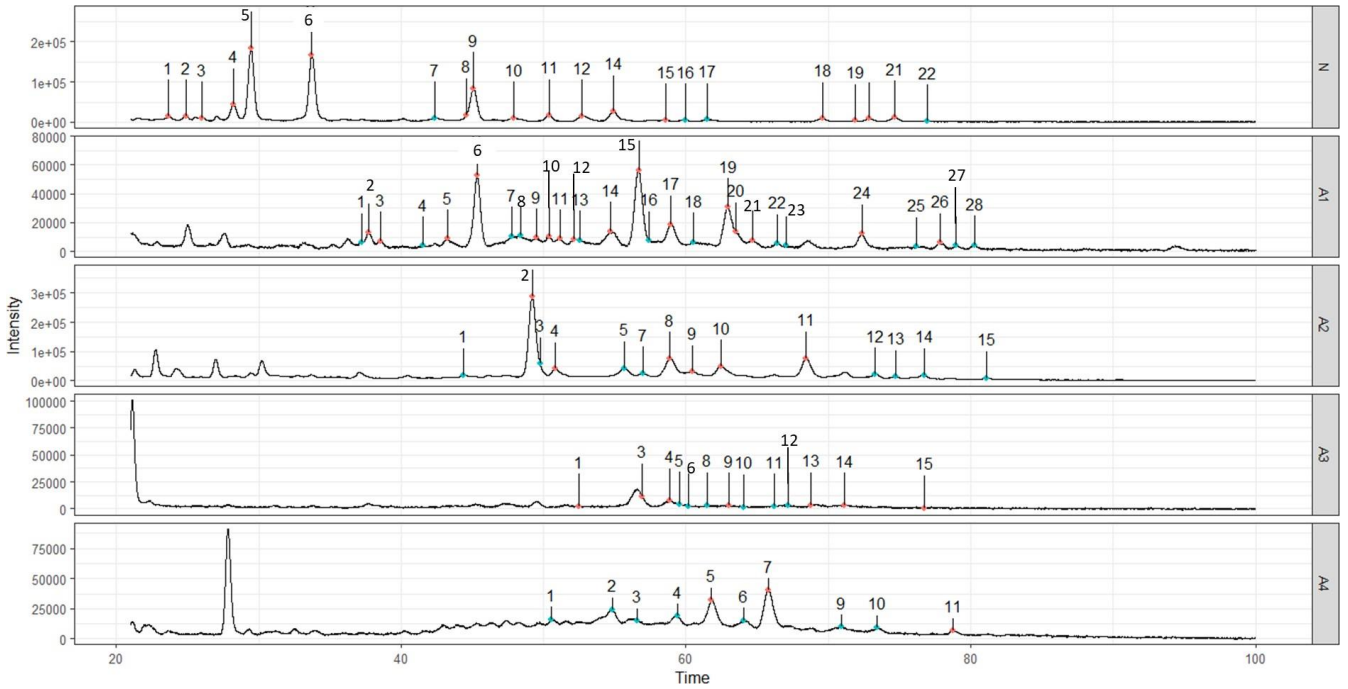 5 6
9
4 14
1 2 3 7 8 10 11 12 15 16 17 18 19 21 22
2e+05
1e+05
0e+00
N
80000
60000
40000
20000
0
6 15
10 12 19 27
1 2 3 4 5 7 8 9 11 13 14 16 17 18 20 21 22 23 24 25 26 28
A1
3e+05
2e+05
1e+05
0e+00
2
1 3 4 5 7 8 9 10 11 12 13 14 15
A2
Intensity
100000
75000
50000
25000
0
12
1 3 4 5 6 8 9 10 11 13 14 15
A3
75000
50000
25000
0
1 2 3 4 5 6 7 9 10 11
A4
20 40 60 80 100
Time